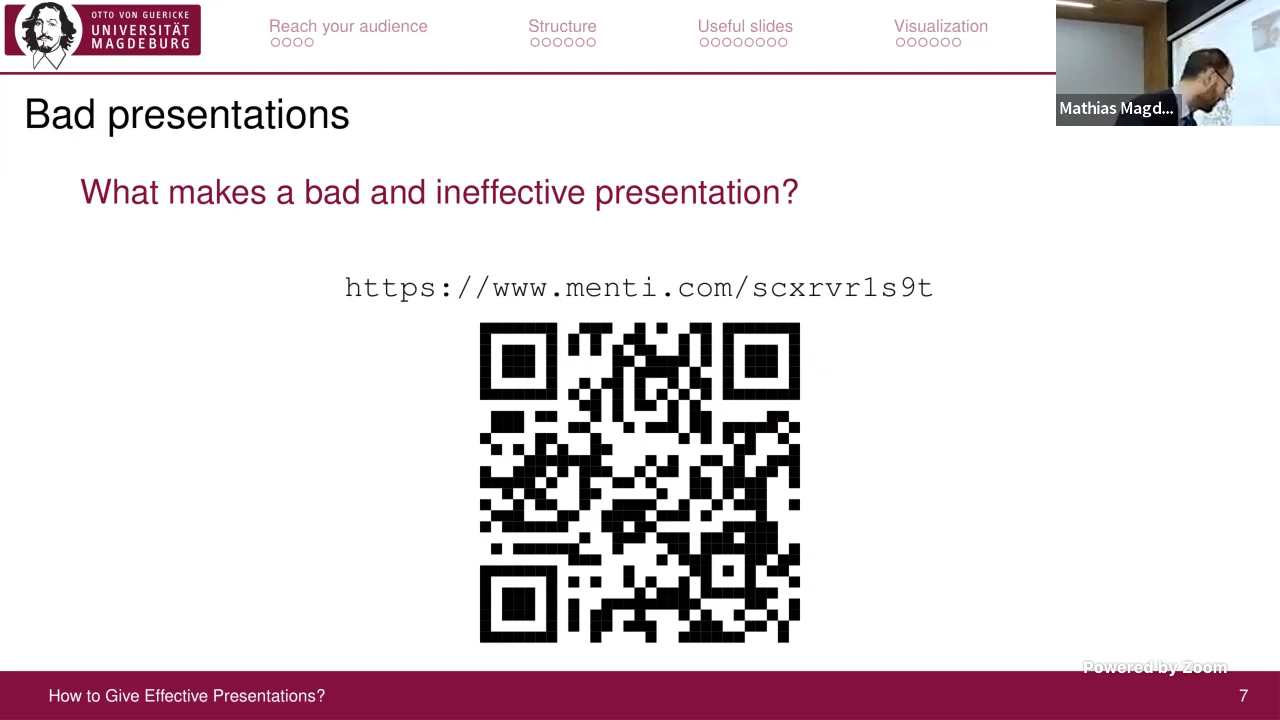 OTTO VON GUERICKE
UNIVERSITÄT
MAGDEBURG
Reach your audience
Structure
Useful slides
Visualization
Mathias Magd...
Bad presentations
What makes a bad and ineffective presentation?
https://www.menti.com/scxrvr1s9t
Powered by Zoom
How to Give Effective Presentations?
7